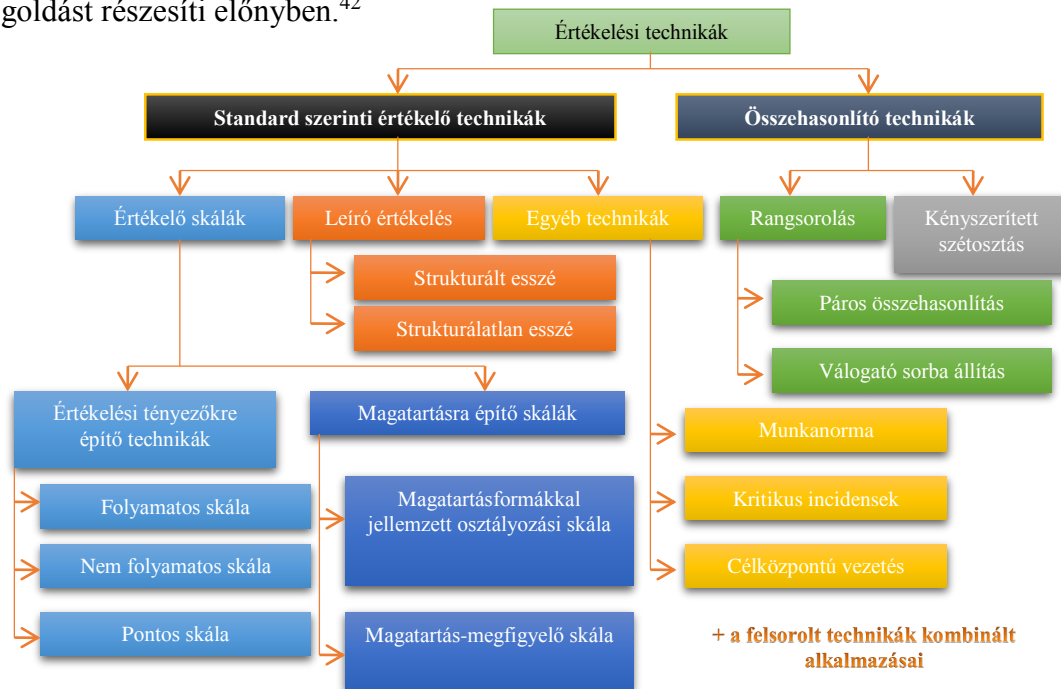 goldást részesíti előnyben.42
Értékelési technikák
Standard szerinti értékelő technikák
Összehasonlító technikák
Értékelő skálák
Leíró értékelés
Egyéb technikák
Rangsorolás
Kényszerített
szétosztás
Strukturált esszé
Strukturálatlan esszé
Páros összehasonlítás
Válogató sorba állítás
Értékelési tényezőkre
építő technikák
Magatartásra építő skálák
Munkanorma
Kritikus incidensek
Célközpontú vezetés
Folyamatos skála
Nem folyamatos skála
Pontos skála
Magatartásformákkal
jellemzett osztályozási skála
Magatartás-megfigyelő skála
+ a felsorolt technikák kombinált
alkalmazásai